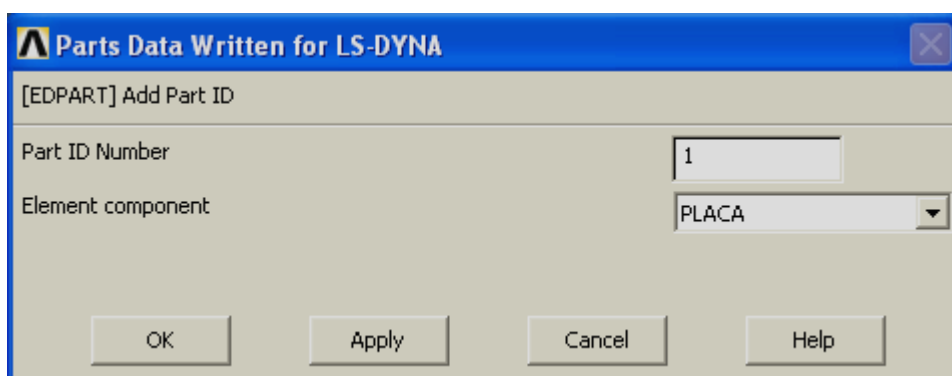 Parts Data Written for LS-DYNA
[EDPART] Add Part ID
Part ID Number 1
Element component PLACA
OK Apply Cancel Help